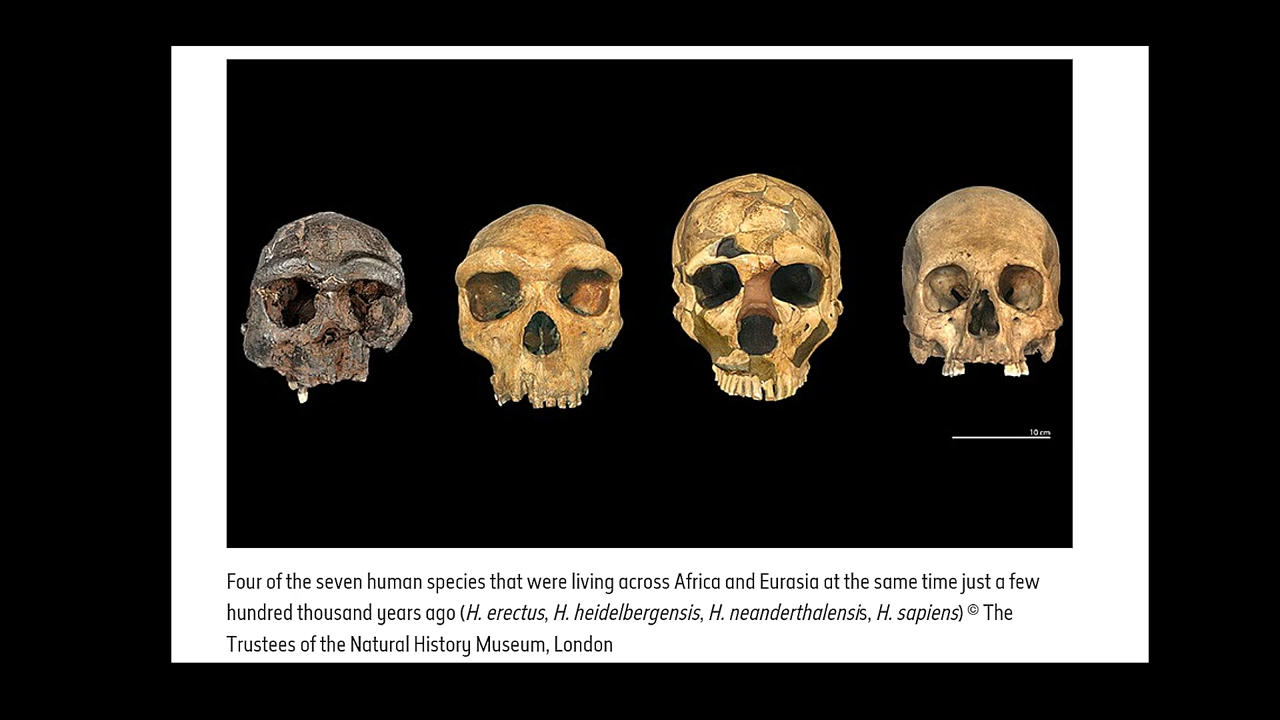 10 cm
Four of the seven human species that were living across Africa and Eurasia at the same time just a few
hundred thousand years ago (H. erectus, H. heidelbergensis, H. neanderthalensis, H. sapiens) © The
Trustees of the Natural History Museum, London